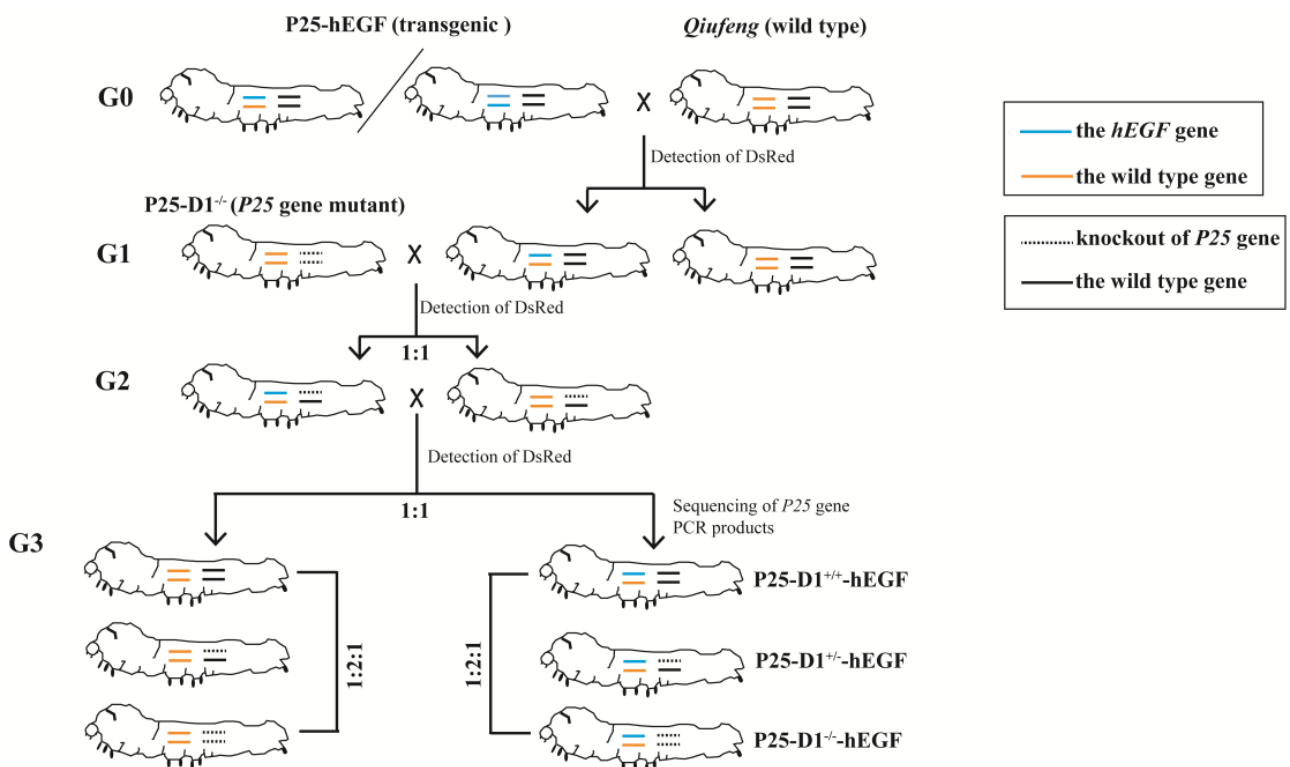 P25-hEGF (transgenic )
Qiufeng (wild type)
G0
X
the hEGF gene
the wild type gene
Detection of DsRed
P25-D1-/- (P25 gene mutant)
G1
X
knockout of P25 gene
the wild type gene
Detection of DsRed
1:1
G2
X
Detection of DsRed
1:1
Sequencing of P25 gene
PCR products
G3
P25-D1+/+-hEGF
1:2:1
1:2:1
P25-D1+/--hEGF
P25-D1-/--hEGF